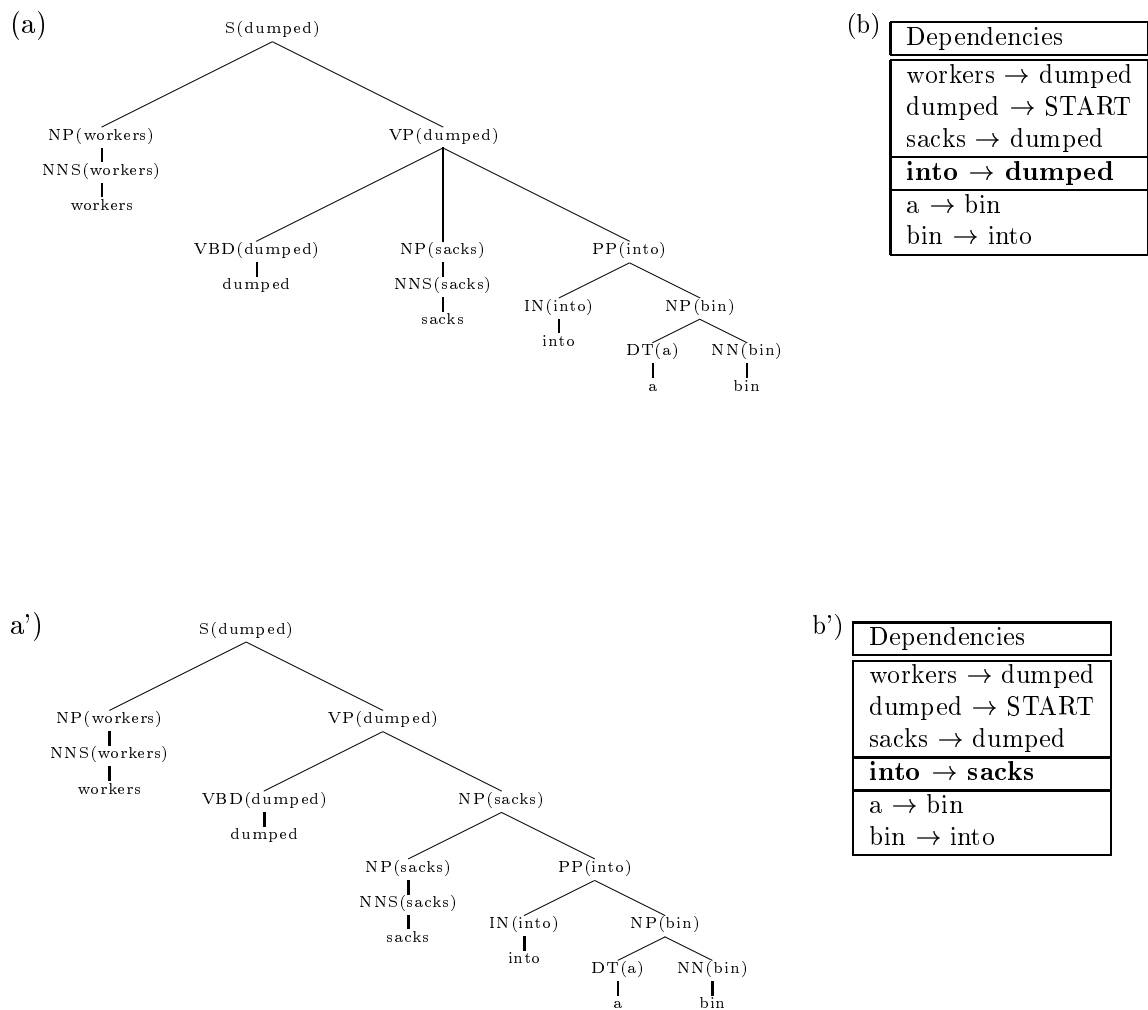 (a)
S(dumped)
NP(workers) VP(dumped)
NNS(workers)
workers
VBD(dumped) NP(sacks) PP(into)
dumped NNS(sacks)
sacks
IN(into) NP(bin)
into
DT(a) NN(bin)
a bin
(b)
Dependencies
workers → dumped
dumped → START
sacks → dumped
into → dumped
a → bin
bin → into
a')
S(dumped)
NP(workers) VP(dumped)
NNS(workers)
workers
VBD(dumped) NP(sacks)
dumped
NP(sacks) PP(into)
NNS(sacks)
sacks
IN(into) NP(bin)
into
DT(a) NN(bin)
a bin
b')
Dependencies
workers → dumped
dumped → START
sacks → dumped
into → sacks
a → bin
bin → into